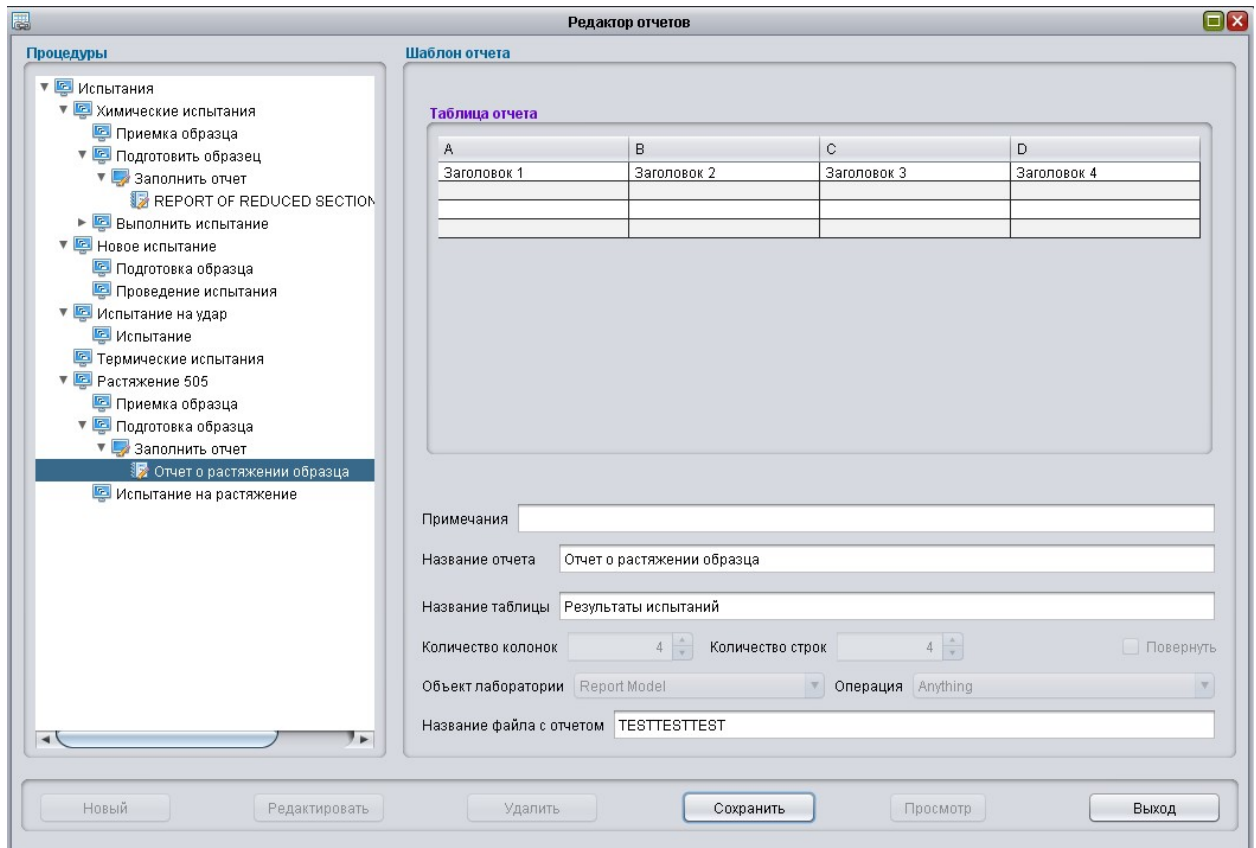 Редактор отчетов
Процедуры
Испытания
Химические испытания
Приемка образца
Подготовить образец
Заполнить отчет
REPORT OF REDUCED SECTION
Выполнить испытание
Новое испытание
Подготовка образца
Проведение испытания
Испытание на удар
Испытание
Термические испытания
Растяжение 505
Приемка образца
Подготовка образца
Заполнить отчет
Отчет о растяжении образца
Испытание на растяжение
Шаблон отчета
Таблица отчета
A B C D
Заголовок 1 Заголовок 2 Заголовок 3 Заголовок 4
Примечания
Название отчета Отчет о растяжении образца
Название таблицы Результаты испытаний
Количество колонок 4 Количество строк 4 Повернуть
Объект лаборатории Report Model Операция Anything
Название файла с отчетом TESTTESTTEST
Новый Редактировать Удалить Сохранить Просмотр Выход